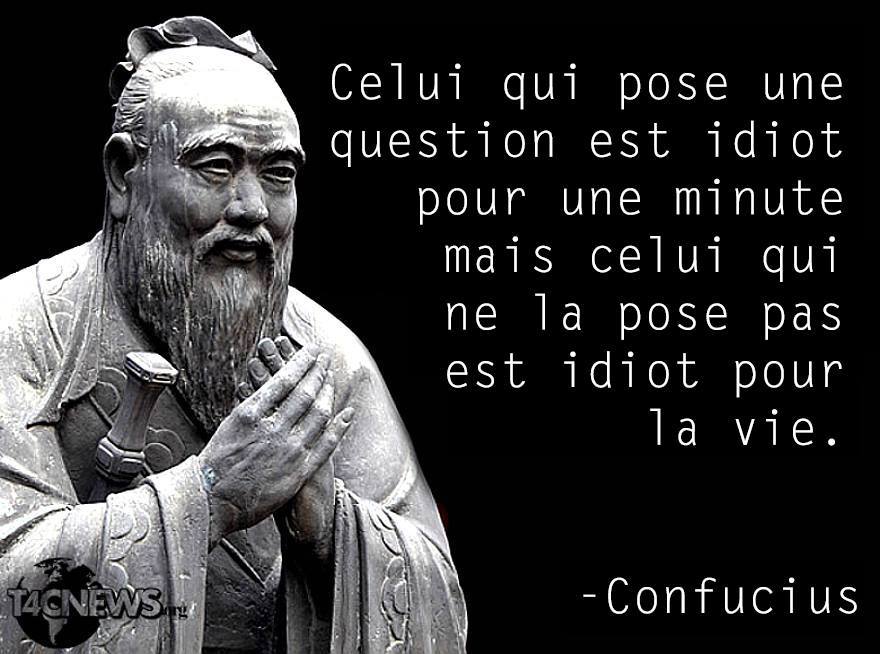 Celui qui pose une
question est idiot
pour une minute
mais celui qui
ne la pose pas
est idiot pour
la vie.
-Confucius
T4CNEWS.org